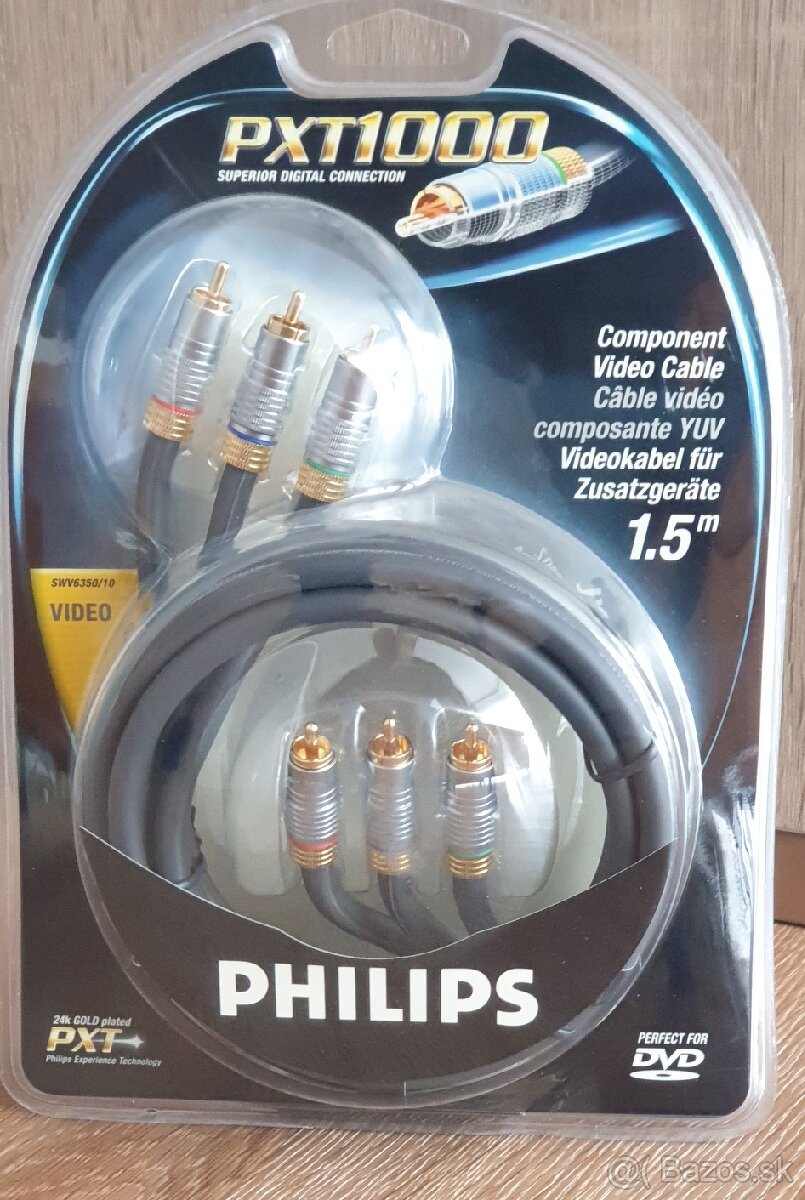 PXT1000
SUPERIOR DIGITAL CONNECTION
Component
Video Cable
Câble vidéo
composante YUV
Videokabel für
Zusatzgeräte
1.5m
SWV6350/10
VIDEO
PHILIPS
24k GOLD plated
PXT
Philips Experience Technology
PERFECT FOR
DVD
@( Bazos.sk